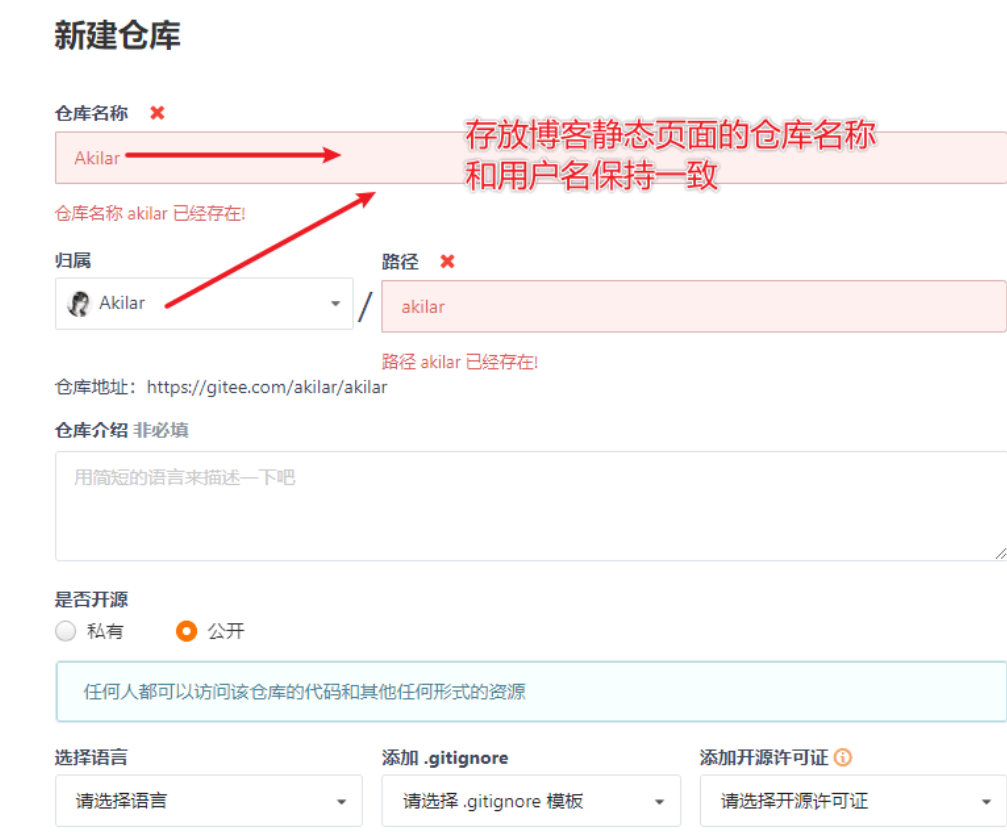 新建仓库
仓库名称
存放博客静态页面的仓库名称
Akilar
和用户名保持一致
仓库名称 akilar 已经存在!
归属
路径
Akilar
/
akilar
路径 akilar 已经存在!
仓库地址：https://gitee.com/akilar/akilar
仓库介绍 非必填
用简短的语言来描述一下吧
是否开源
私有
公开
任何人都可以访问该仓库的代码和其他任何形式的资源
选择语言
添加 .gitignore
添加开源许可证
请选择语言
请选择 .gitignore 模板
请选择开源许可证